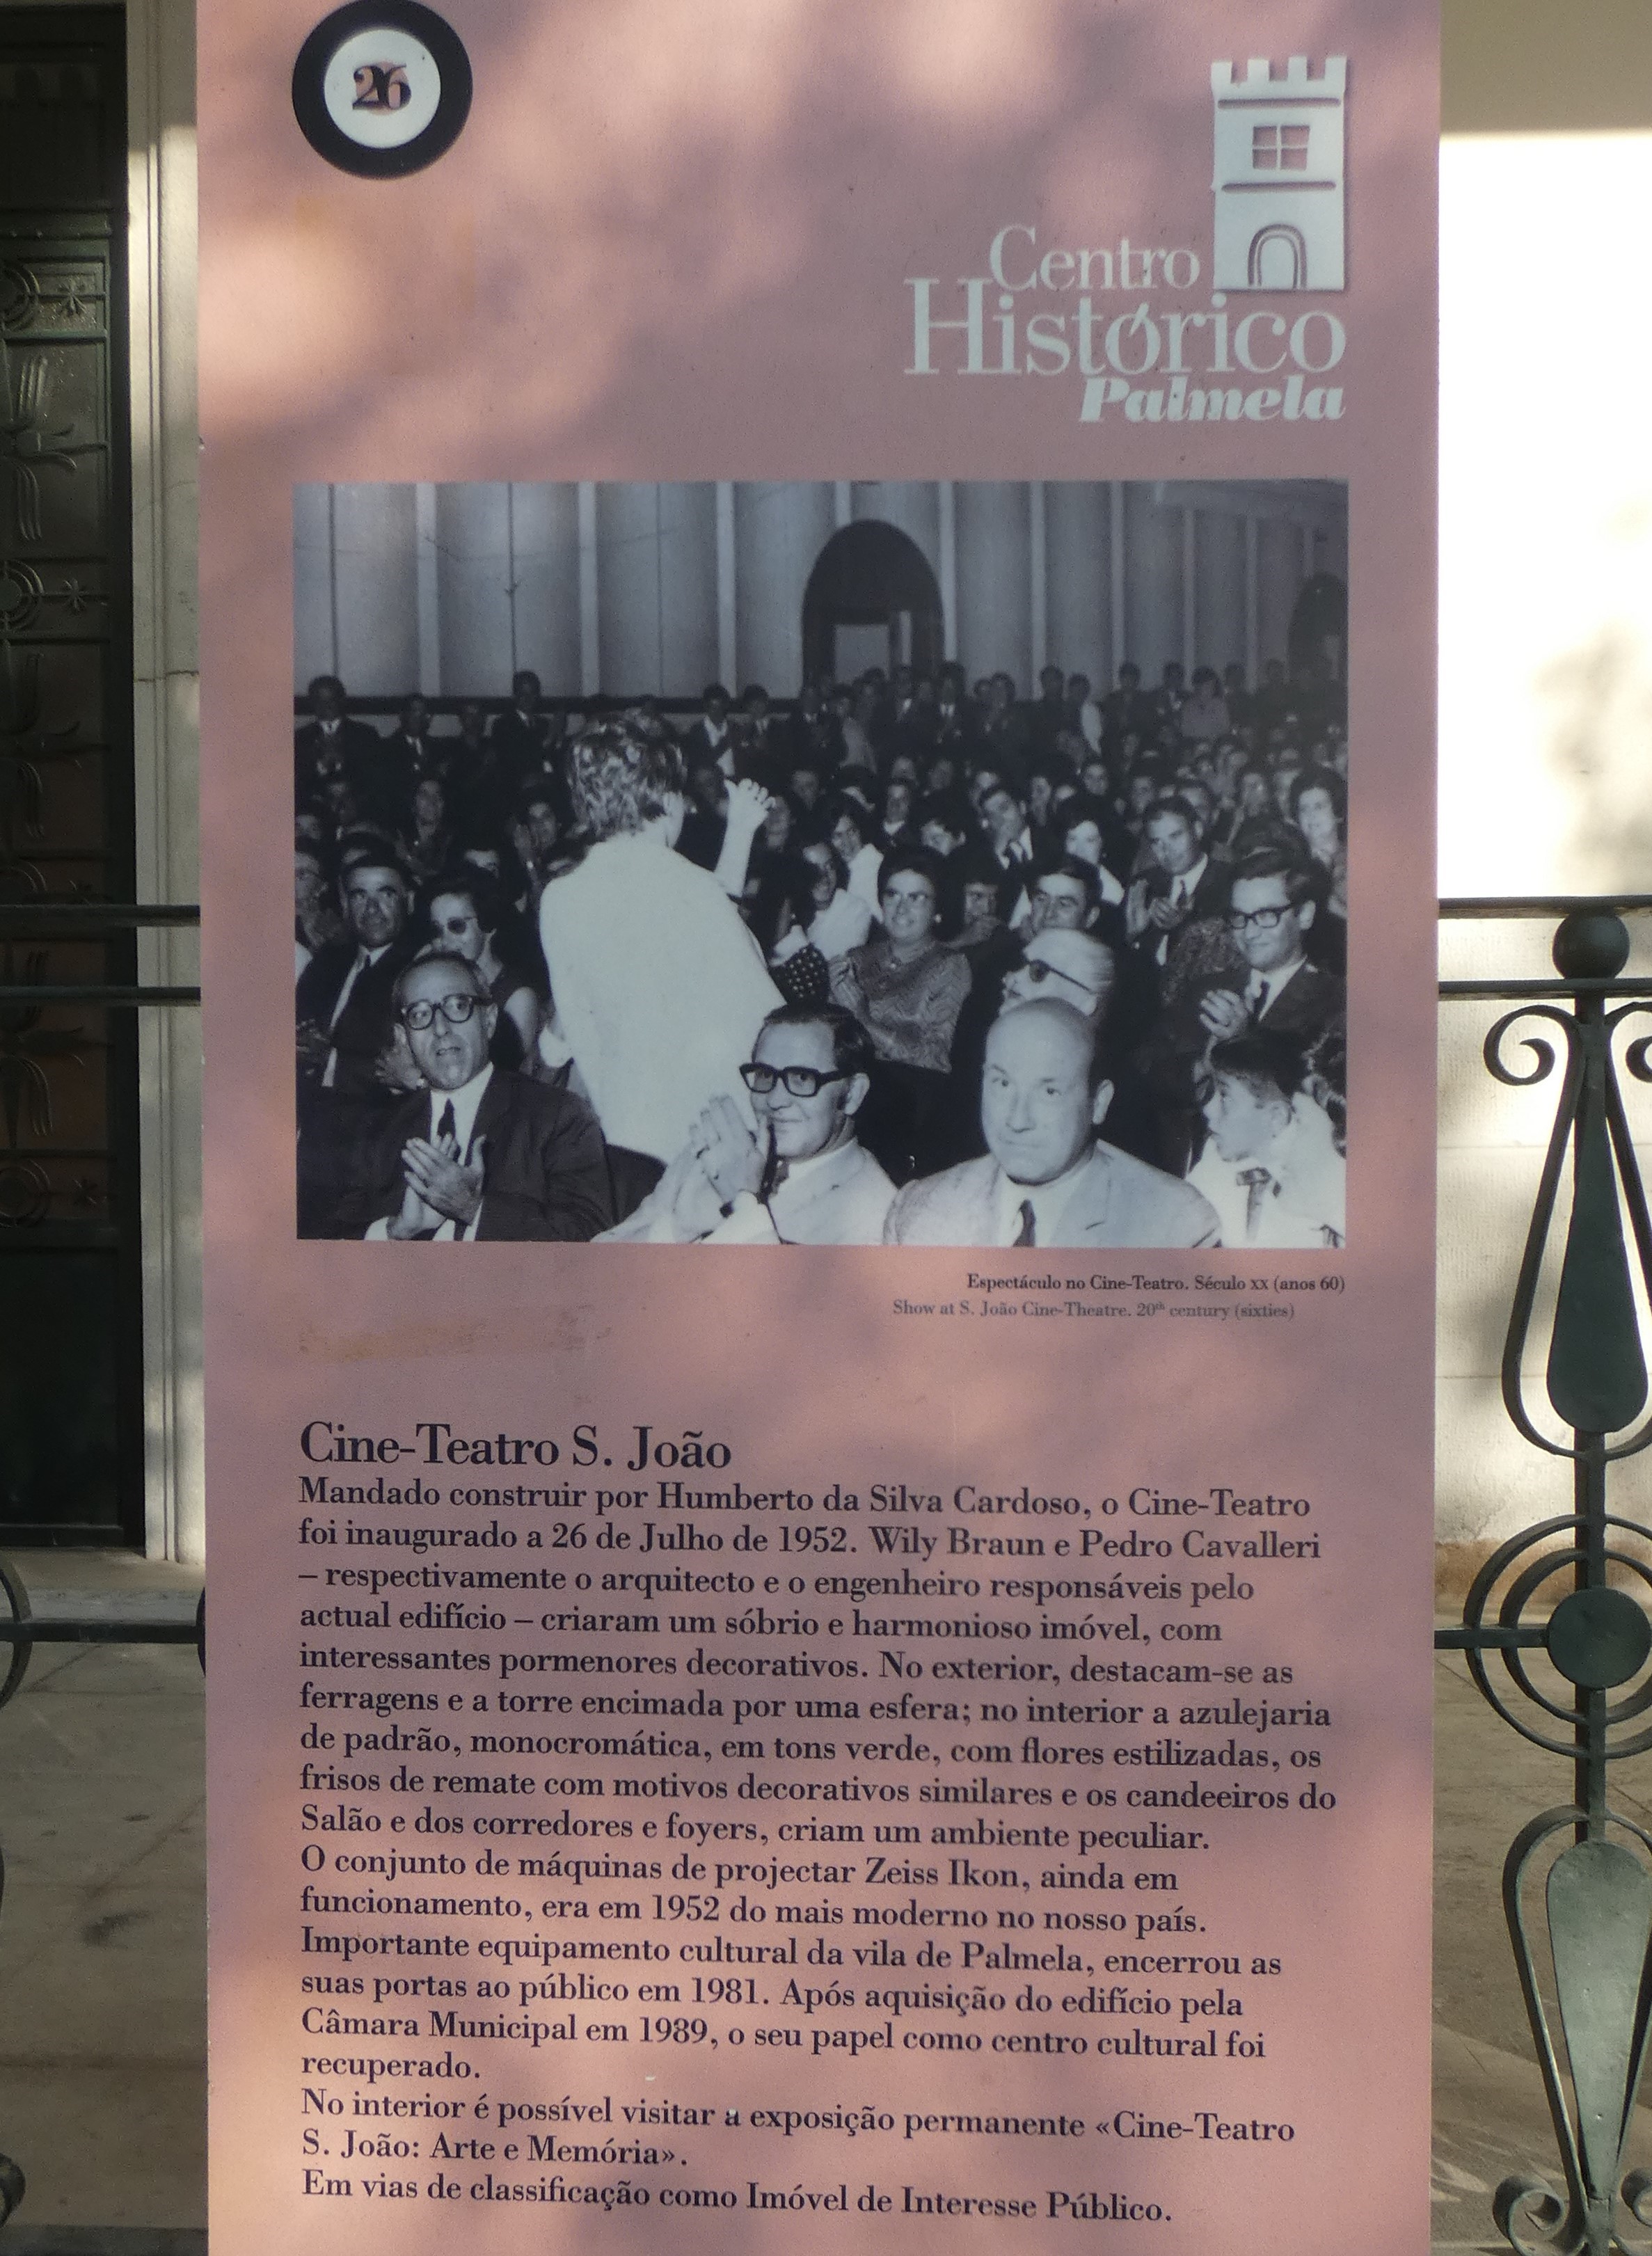 26
Centro
Histórico
Palmela
Espectáculo no Cine-Teatro. Século XX (anos 60)
Show at S. João Cine-Theatre. 20th century (sixties)
Cine-Teatro S. João
Mandado construir por Humberto da Silva Cardoso, o Cine-Teatro
foi inaugurado a 26 de Julho de 1952. Wily Braun e Pedro Cavalleri
– respectivamente o arquitecto e o engenheiro responsáveis pelo
actual edifício – criaram um sóbrio e harmonioso imóvel, com
interessantes pormenores decorativos. No exterior, destacam-se as
ferragens e a torre encimada por uma esfera; no interior a azulejaria
de padrão, monocromática, em tons verde, com flores estilizadas, os
frisos de remate com motivos decorativos similares e os candeeiros do
Salão e dos corredores e foyers, criam um ambiente peculiar.
O conjunto de máquinas de projectar Zeiss Ikon, ainda em
funcionamento, era em 1952 do mais moderno no nosso país.
Importante equipamento cultural da vila de Palmela, encerrou as
suas portas ao público em 1981. Após aquisição do edifício pela
Câmara Municipal em 1989, o seu papel como centro cultural foi
recuperado.
No interior é possível visitar a exposição permanente «Cine-Teatro
S. João: Arte e Memória».
Em vias de classificação como Imóvel de Interesse Público.